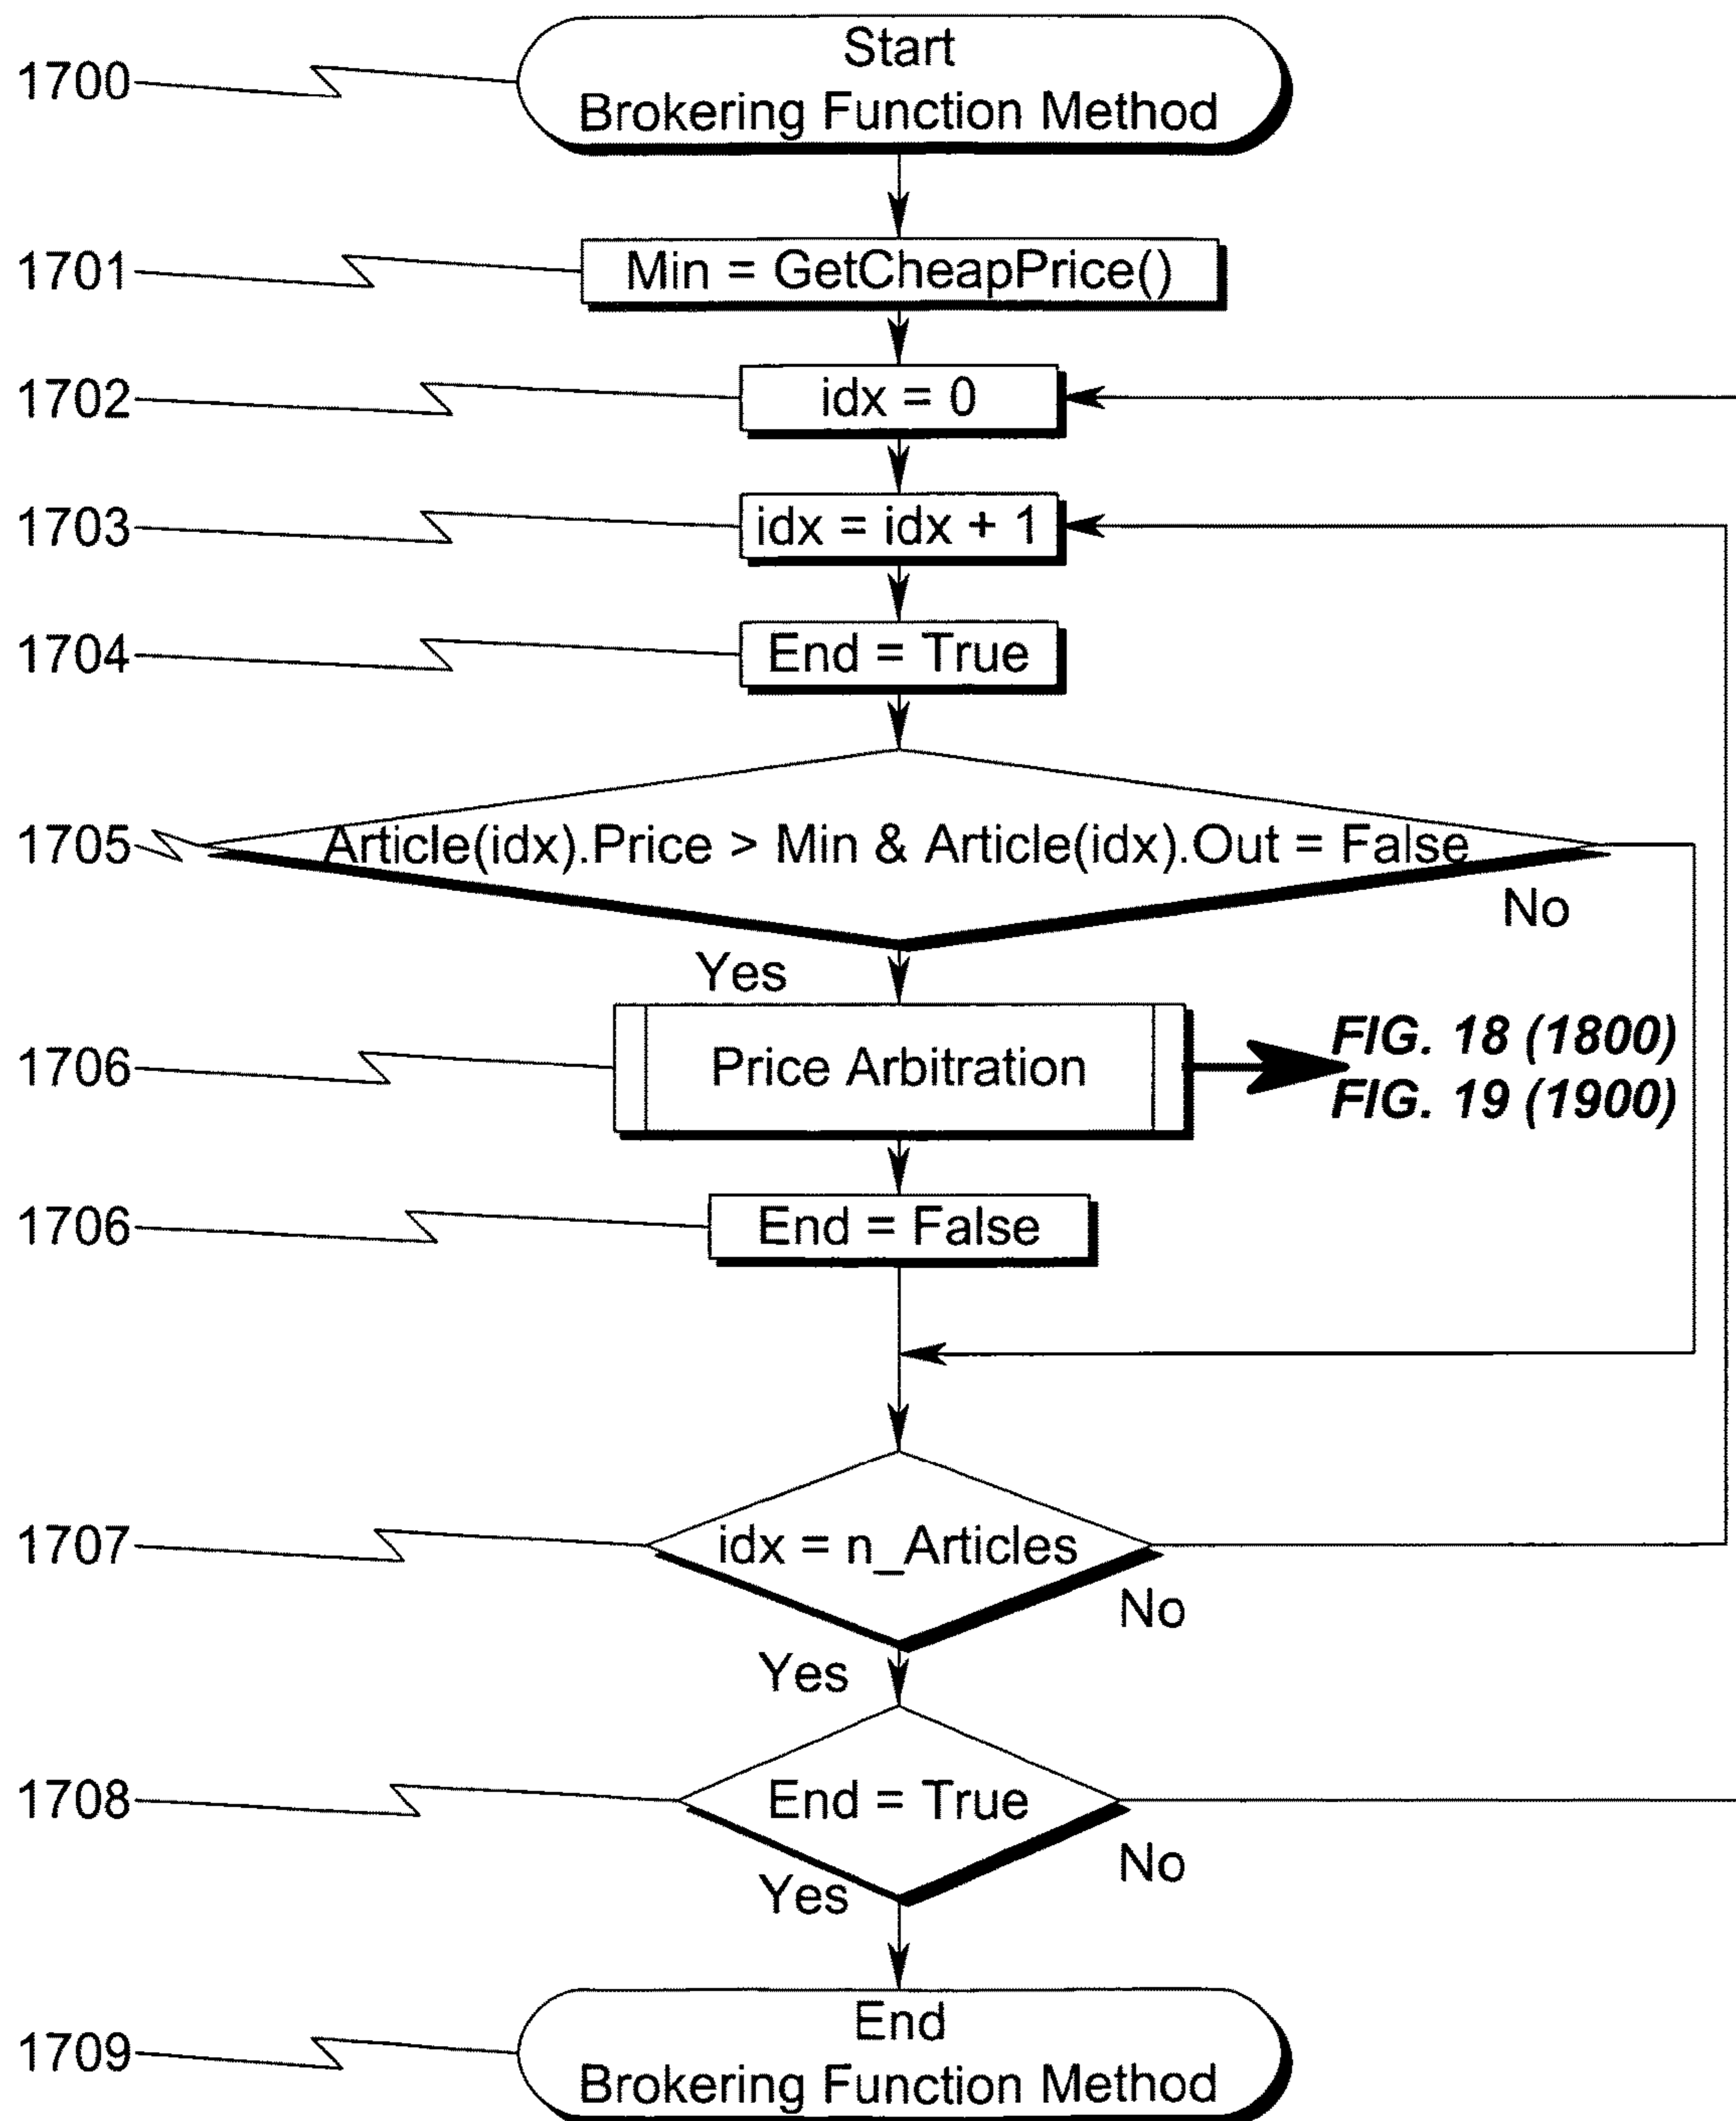 1700
Start
Brokering Function Method
1701
Min = GetCheapPrice()
1702
idx = 0
1703
idx = idx + 1
1704
End = True
1705
Article(idx).Price > Min & Article(idx).Out = False
No
Yes
1706
Price Arbitration
FIG. 18 (1800)
FIG. 19 (1900)
1706
End = False
1707
idx = n_Articles
No
Yes
1708
End = True
No
Yes
1709
End
Brokering Function Method